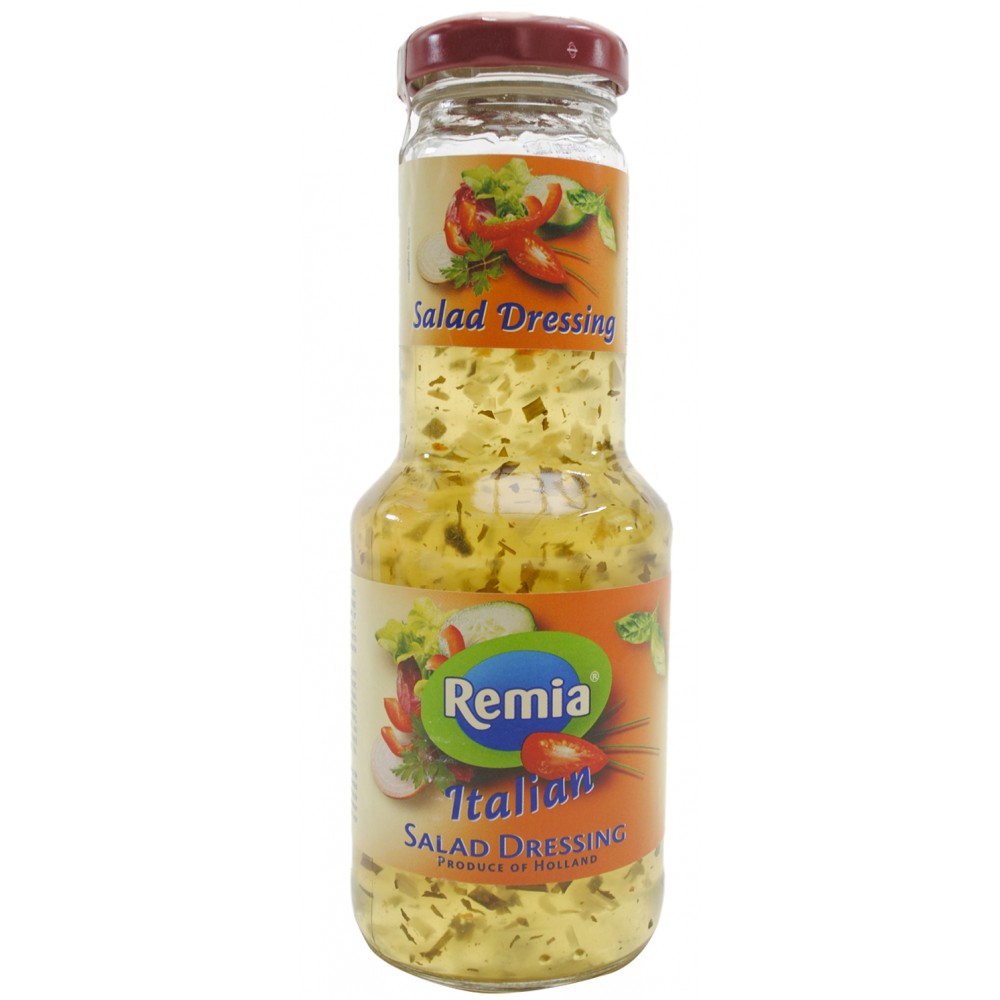 Salad Dressing
Remia®
Italian
SALAD DRESSING
PRODUCE OF HOLLAND